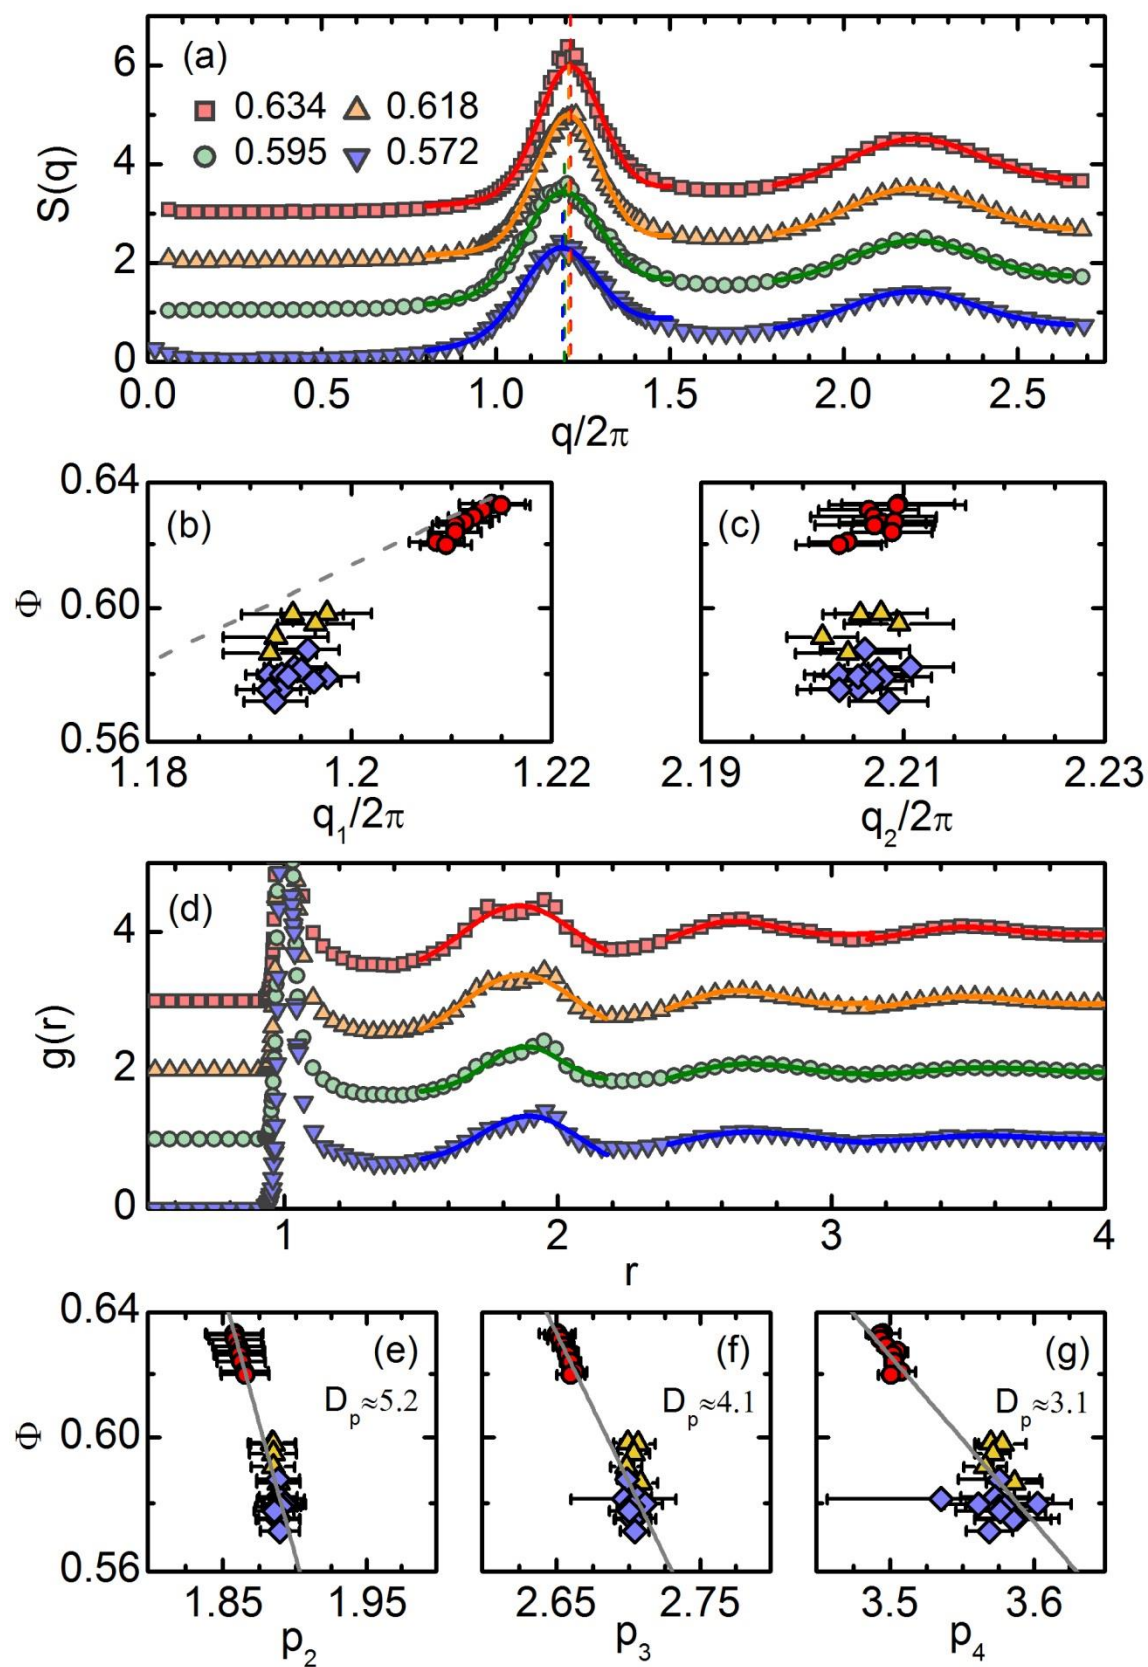 (a)
0.634 0.618
0.595 0.572
S(q)
6
4
2
0
0.0 0.5 1.0 1.5 2.0 2.5
q/2π
(b)
Φ
0.64
0.60
0.56
1.18 1.2 1.22
q₁/2π
(c)
2.19 2.21 2.23
q₂/2π
(d)
g(r)
4
2
0
1 2 3 4
r
(e)
Φ
0.64
0.60
0.56
Dₚ≈5.2
1.85 1.95
p₂
(f)
Dₚ≈4.1
2.65 2.75
p₃
(g)
Dₚ≈3.1
3.5 3.6
p₄